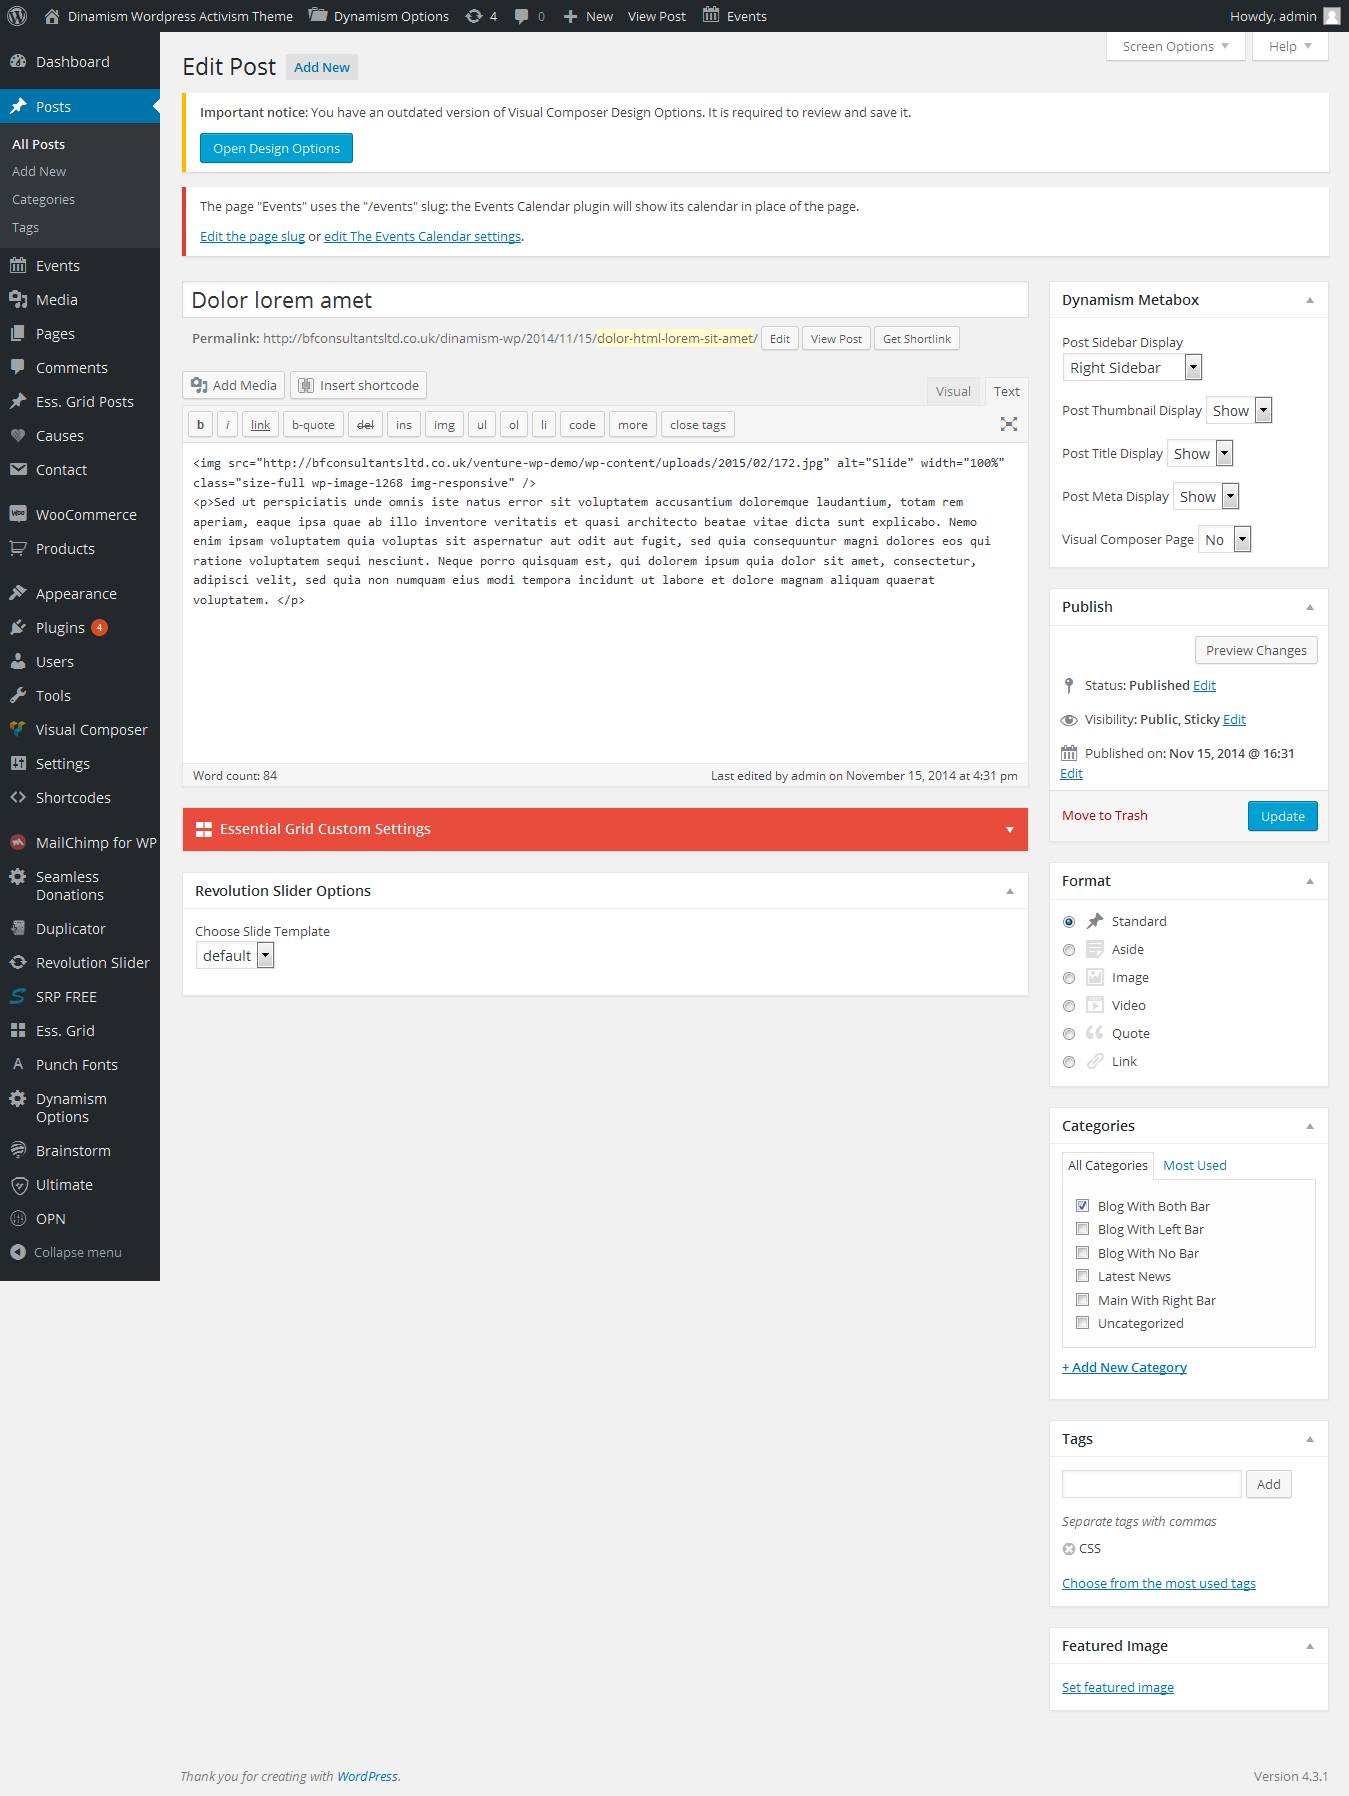 Dinamism Wordpress Activism Theme
Dynamism Options
4
0
New
View Post
Events
Howdy, admin
Dashboard
Posts
All Posts
Add New
Categories
Tags
Events
Media
Pages
Comments
Ess. Grid Posts
Causes
Contact
WooCommerce
Products
Appearance
Plugins 4
Users
Tools
Visual Composer
Settings
Shortcodes
MailChimp for WP
Seamless
Donations
Duplicator
Revolution Slider
SRP FREE
Ess. Grid
Punch Fonts
Dynamism
Options
Brainstorm
Ultimate
OPN
Collapse menu
Screen Options
Help
Edit Post Add New
Important notice: You have an outdated version of Visual Composer Design Options. It is required to review and save it.
Open Design Options
The page "Events" uses the "/events" slug: the Events Calendar plugin will show its calendar in place of the page.
Edit the page slug or edit The Events Calendar settings.
Dolor lorem amet
Permalink: http://bfconsultantsltd.co.uk/dinamism-wp/2014/11/15/dolor-html-lorem-sit-amet/ Edit View Post Get Shortlink
Add Media Insert shortcode
Visual Text
b i link b-quote del ins img ul ol li code more close tags
<img src="http://bfconsultantsltd.co.uk/venture-wp-demo/wp-content/uploads/2015/02/172.jpg" alt="Slide" width="100%"
class="size-full wp-image-1268 img-responsive" />
<p>Sed ut perspiciatis unde omnis iste natus error sit voluptatem accusantium doloremque laudantium, totam rem
aperiam, eaque ipsa quae ab illo inventore veritatis et quasi architecto beatae vitae dicta sunt explicabo. Nemo
enim ipsam voluptatem quia voluptas sit aspernatur aut odit aut fugit, sed quia consequuntur magni dolores eos qui
ratione voluptatem sequi nesciunt. Neque porro quisquam est, qui dolorem ipsum quia dolor sit amet, consectetur,
adipisci velit, sed quia non numquam eius modi tempora incidunt ut labore et dolore magnam aliquam quaerat
voluptatem. </p>
Word count: 84
Last edited by admin on November 15, 2014 at 4:31 pm
Essential Grid Custom Settings
Revolution Slider Options
Choose Slide Template
default
Dynamism Metabox
Post Sidebar Display
Right Sidebar
Post Thumbnail Display Show
Post Title Display Show
Post Meta Display Show
Visual Composer Page No
Publish
Preview Changes
Status: Published Edit
Visibility: Public, Sticky Edit
Published on: Nov 15, 2014 @ 16:31
Edit
Move to Trash
Update
Format
Standard
Aside
Image
Video
Quote
Link
Categories
All Categories Most Used
Blog With Both Bar
Blog With Left Bar
Blog With No Bar
Latest News
Main With Right Bar
Uncategorized
+ Add New Category
Tags
Add
Separate tags with commas
CSS
Choose from the most used tags
Featured Image
Set featured image
Thank you for creating with WordPress.
Version 4.3.1